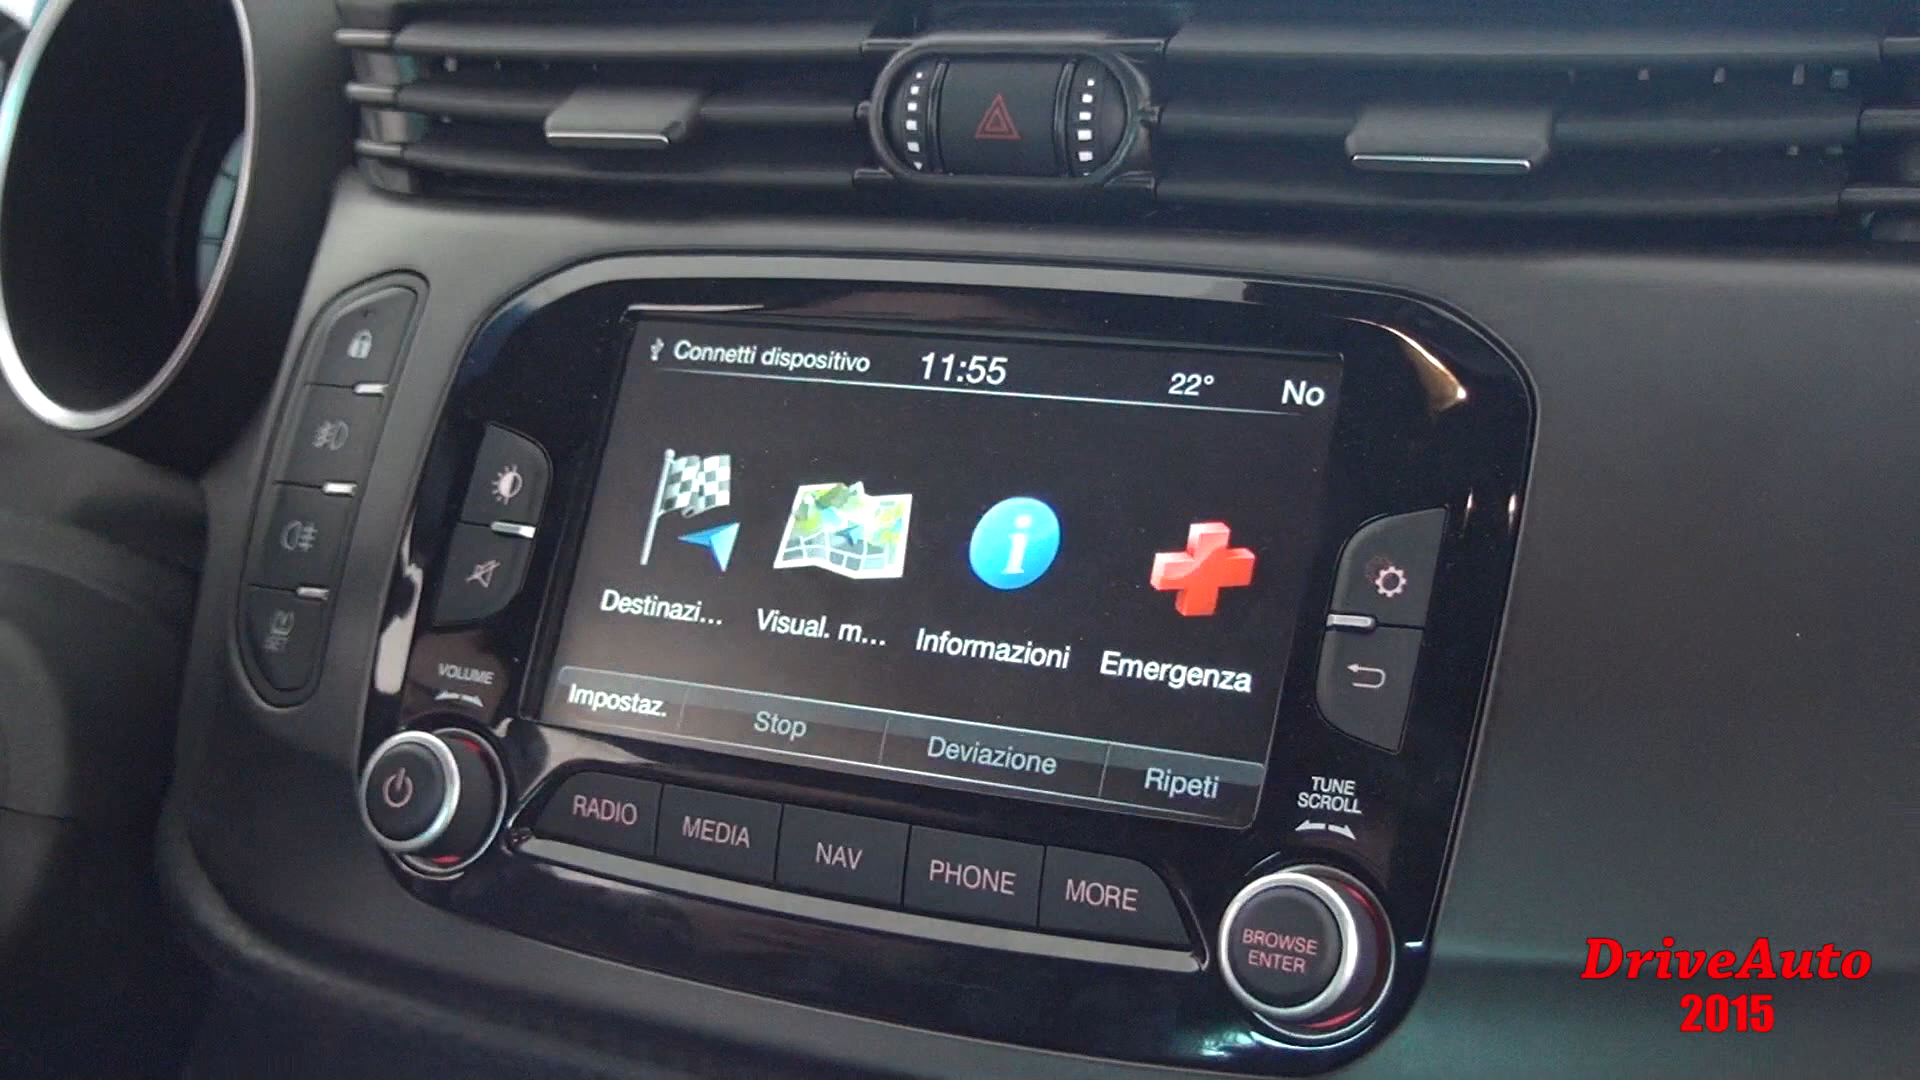 Connetti dispositivo 11:55 22° No
Destinazi... Visual. m... Informazioni Emergenza
Impostaz. Stop Deviazione Ripeti
VOLUME
TUNE
SCROLL
RADIO MEDIA NAV PHONE MORE
BROWSE
ENTER
SET
DriveAuto
2015